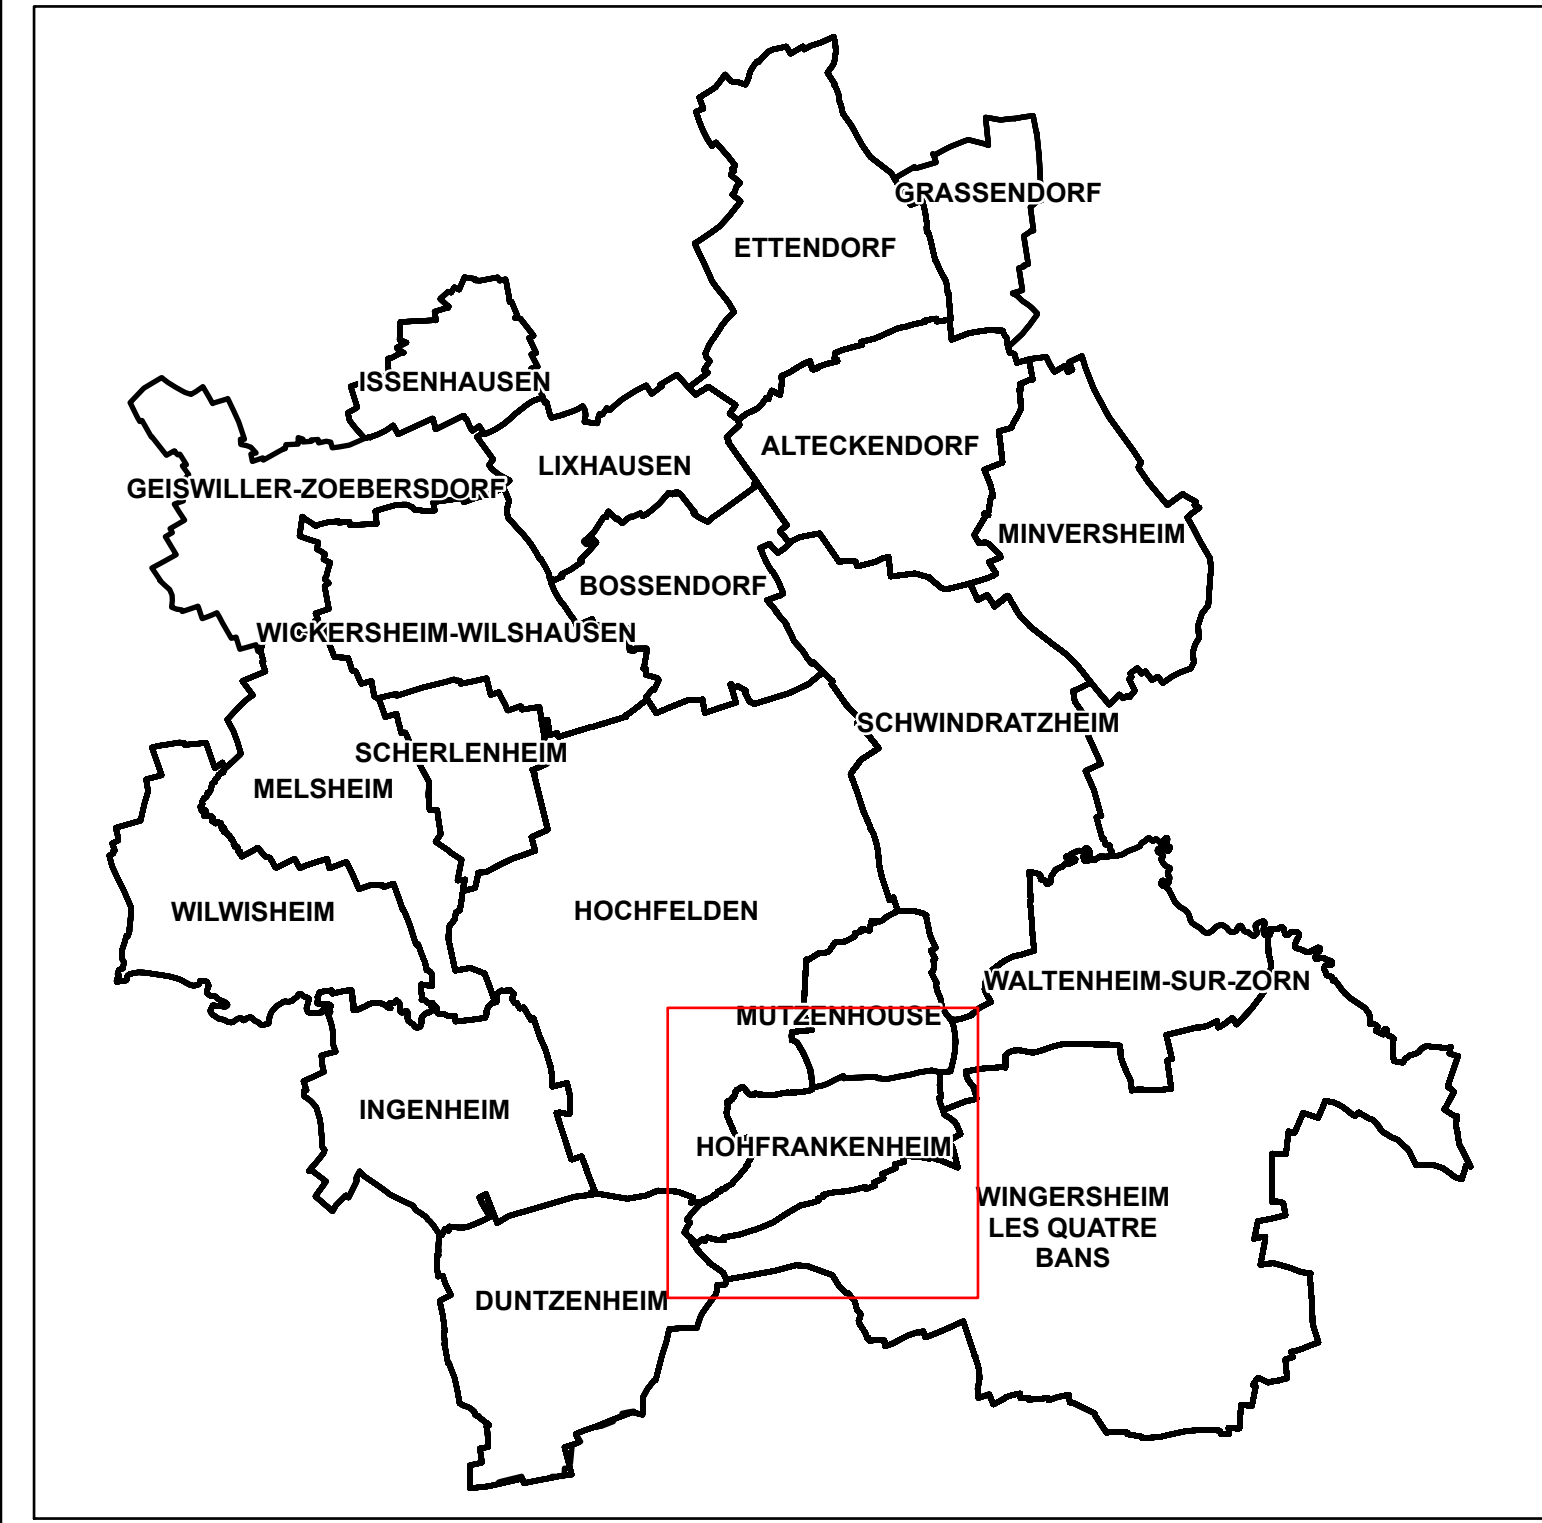 GRASSENDORF
ETTENDORF
ISSENHAUSEN
ALTECKENDORF
LIXHAUSEN
GEISWILLER-ZOEBERSDORF
MINVERSHEIM
BOSSENDORF
WICKERSHEIM-WILSHAUSEN
SCHWINDRATZHEIM
SCHERLENHEIM
MELSHEIM
WILWISHEIM
HOCHFELDEN
WALTENHEIM-SUR-ZORN
MUTZENHOUSE
INGENHEIM
HOHFRANKENHEIM
WINGERSHEIM
LES QUATRE
BANS
DUNTZENHEIM